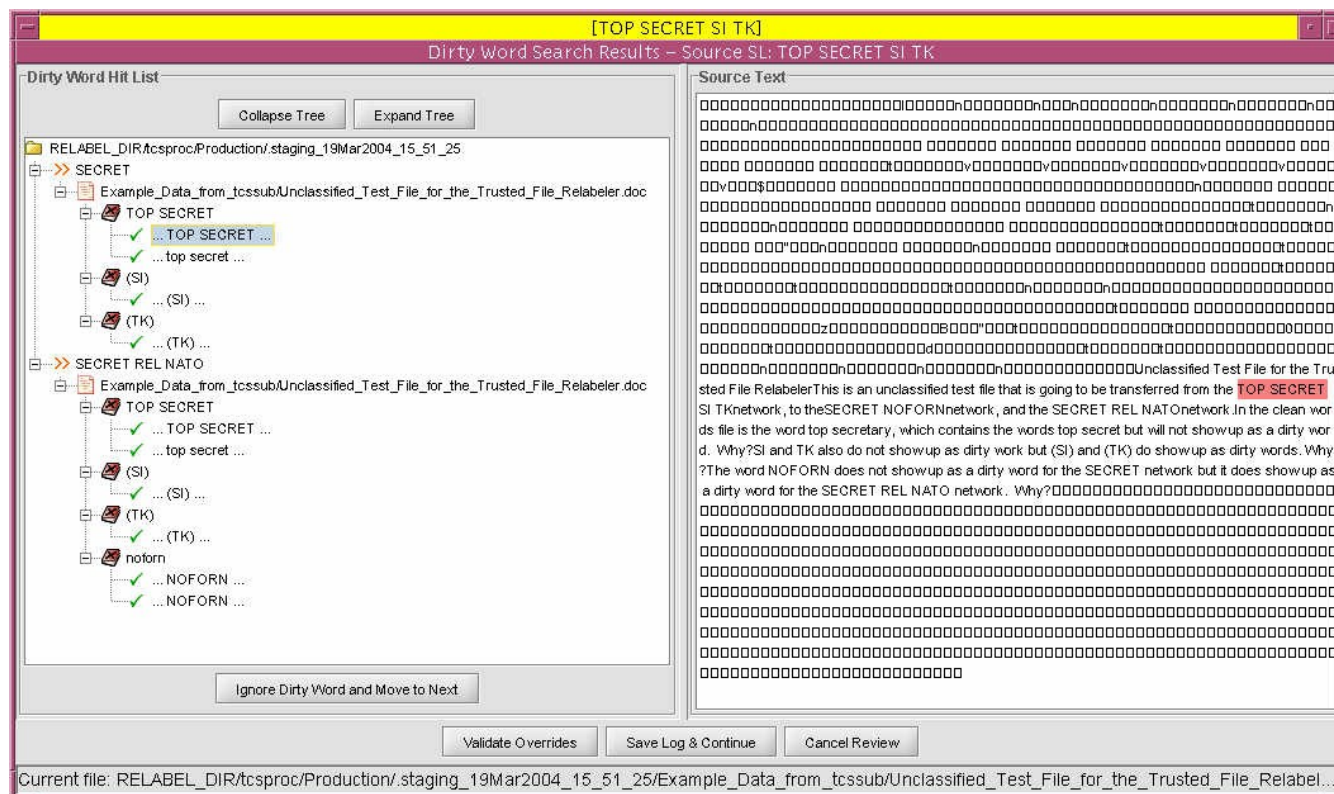 [TOP SECRET SI TK]
Dirty Word Search Results – Source SL: TOP SECRET SI TK
Dirty Word Hit List
Collapse Tree
Expand Tree
RELABEL_DIR/tcsproc/Production/.staging_19Mar2004_15_51_25
SECRET
Example_Data_from_tcssub/Unclassified_Test_File_for_the_Trusted_File_Relabeler.doc
TOP SECRET
... TOP SECRET ...
... top secret ...
(SI)
... (SI) ...
(TK)
... (TK) ...
SECRET REL NATO
Example_Data_from_tcssub/Unclassified_Test_File_for_the_Trusted_File_Relabeler.doc
TOP SECRET
... TOP SECRET ...
... top secret ...
(SI)
... (SI) ...
(TK)
... (TK) ...
noforn
... NOFORN ...
... NOFORN ...
Ignore Dirty Word and Move to Next
Source Text
Unclassified Test File for the Tru
sted File RelabelerThis is an unclassified test file that is going to be transferred from the TOP SECRET
SI TKnetwork, to theSECRET NOFORNnetwork, and the SECRET REL NATOnetwork.In the clean wor
ds file is the word top secretary, which contains the words top secret but will not show up as a dirty wor
d. Why?SI and TK also do not show up as dirty work but (SI) and (TK) do show up as dirty words. Why
?The word NOFORN does not show up as a dirty word for the SECRET network but it does show up as
a dirty word for the SECRET REL NATO network. Why?
Validate Overrides
Save Log & Continue
Cancel Review
Current file: RELABEL_DIR/tcsproc/Production/.staging_19Mar2004_15_51_25/Example_Data_from_tcssub/Unclassified_Test_File_for_the_Trusted_File_Relabel...